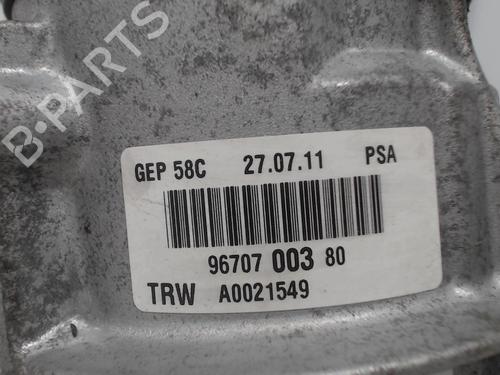 B-PARTS
GEP 58C 27.07.11 PSA
96707 003 80
TRW A0021549